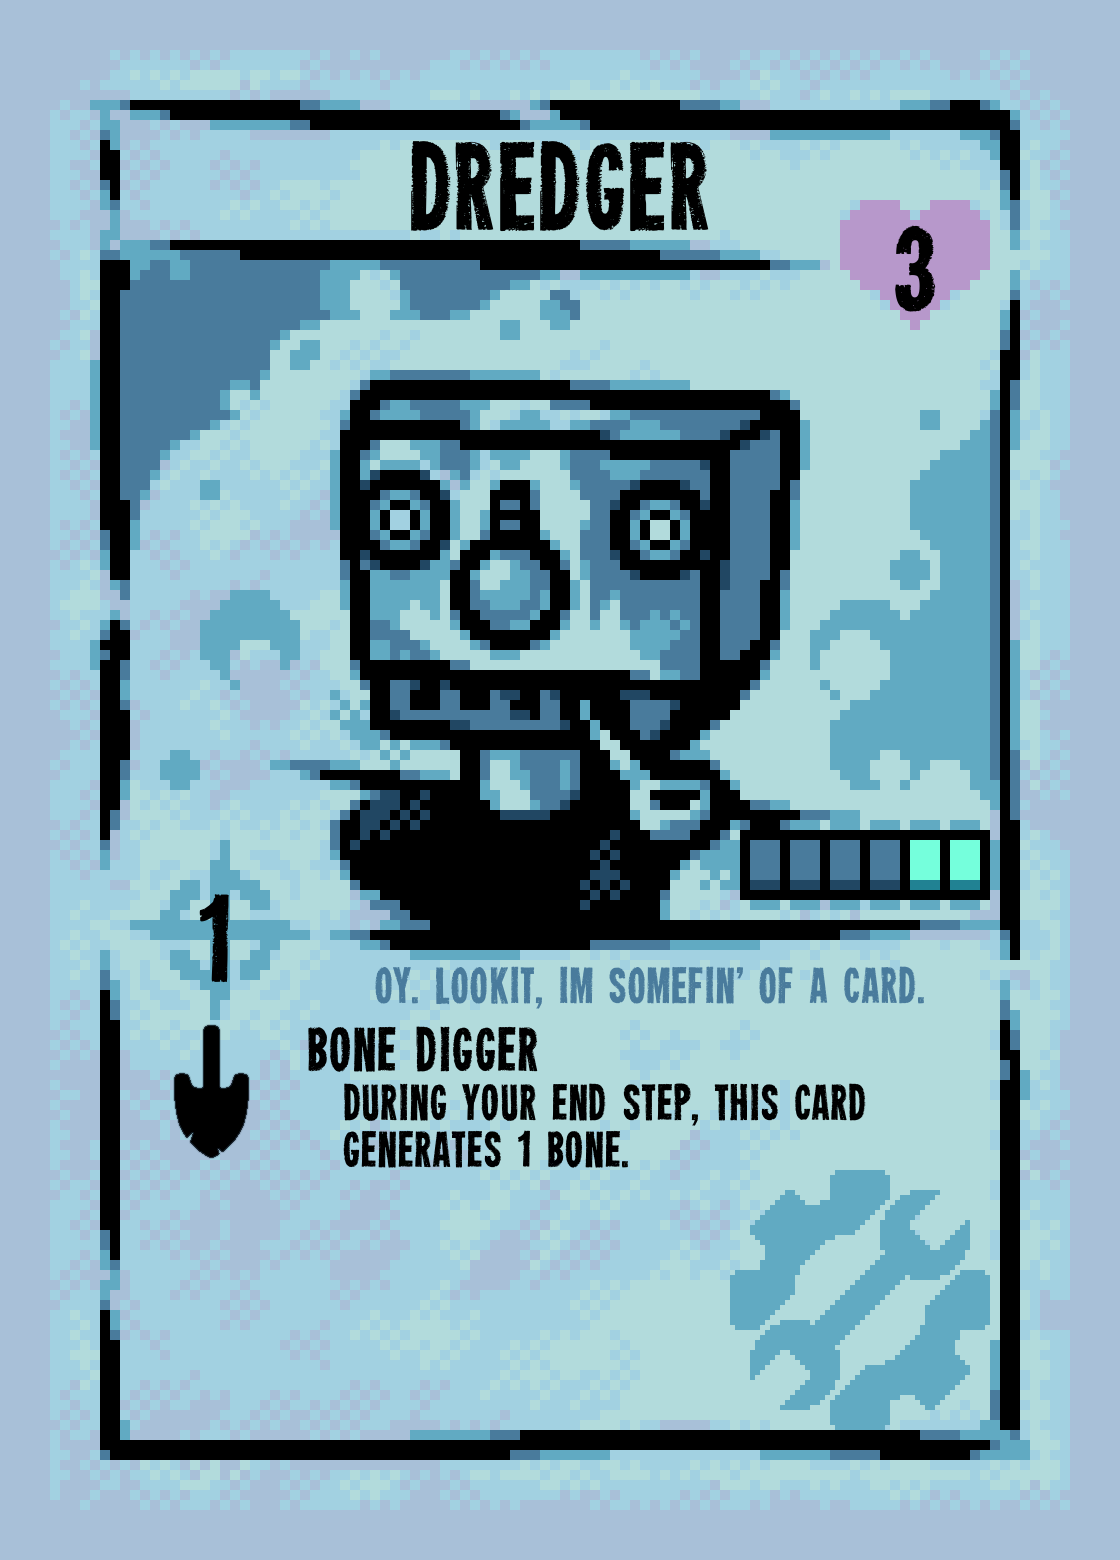 DREDGER
3
1
OY. LOOKIT, IM SOMEFIN' OF A CARD.
BONE DIGGER
DURING YOUR END STEP, THIS CARD
GENERATES 1 BONE.